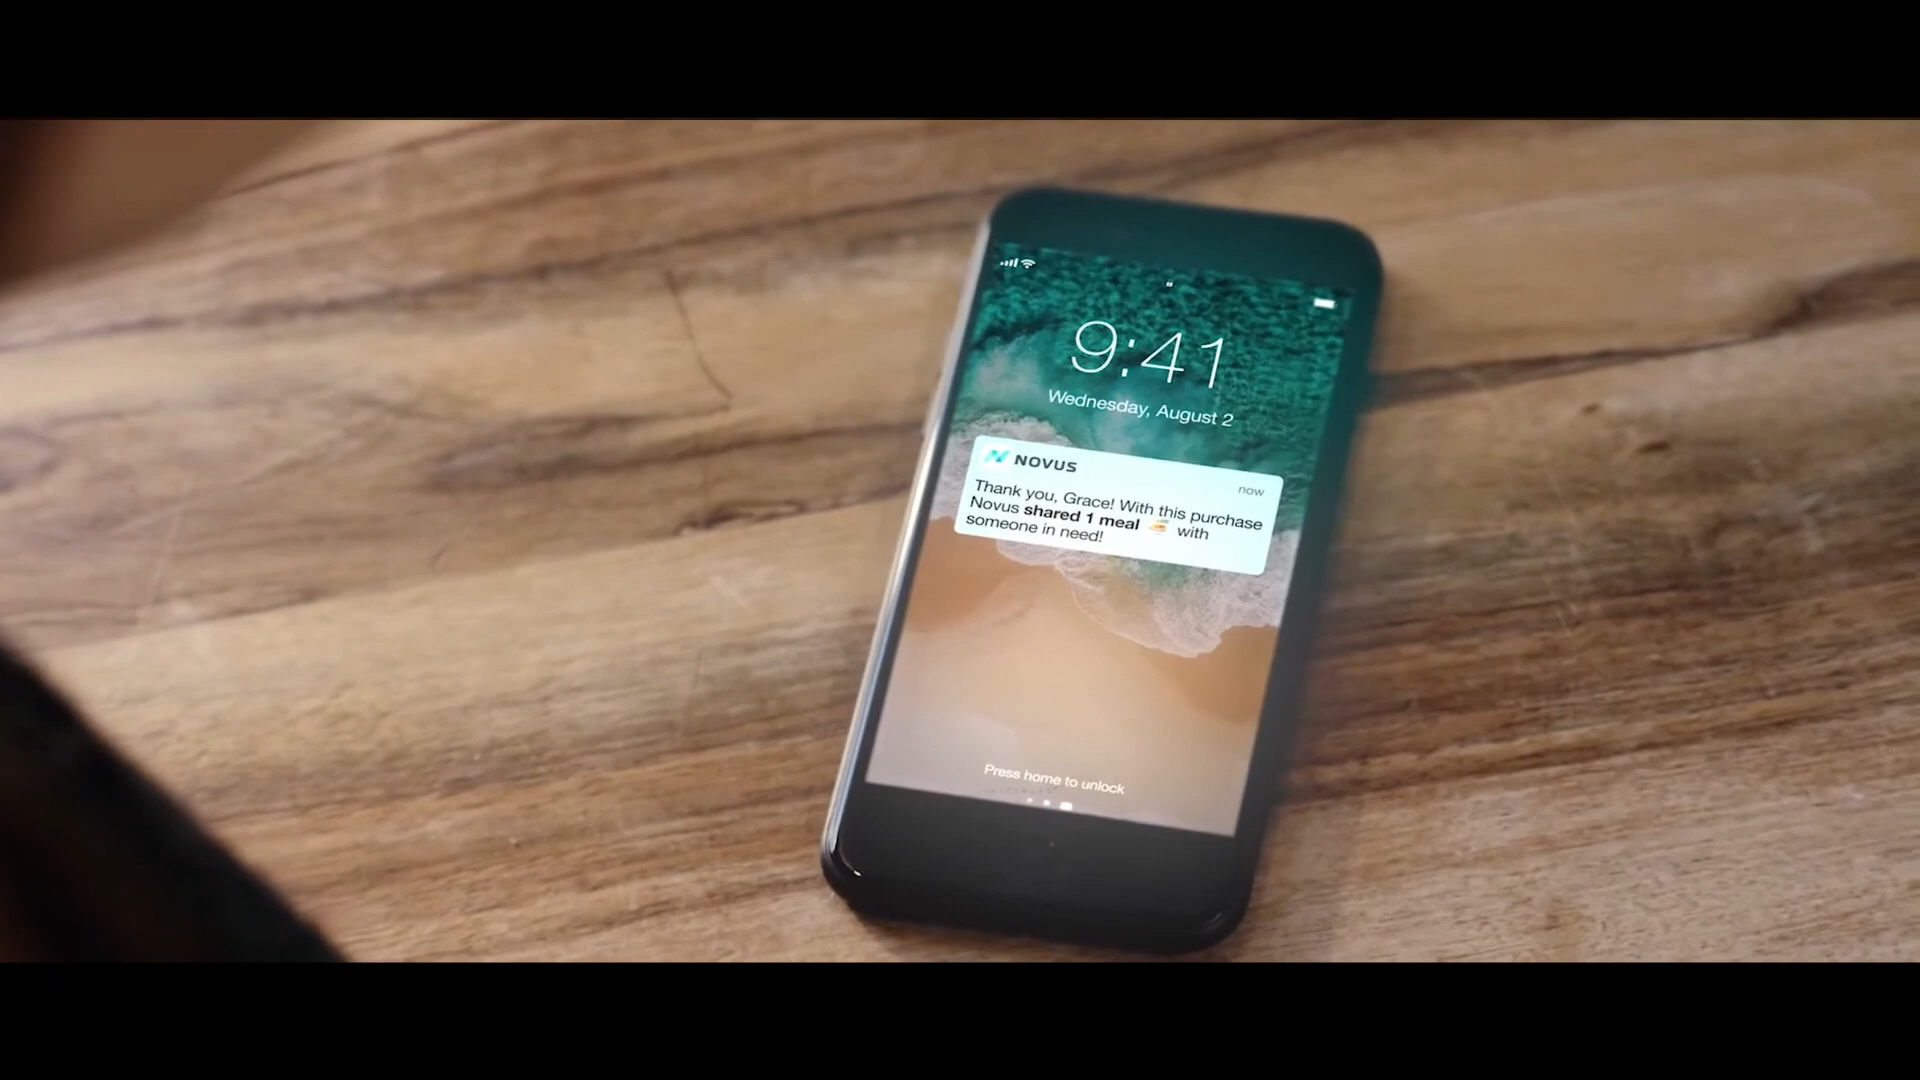 9:41
Wednesday, August 2
NOVUS
now
Thank you, Grace! With this purchase
Novus shared 1 meal with
someone in need!
Press home to unlock